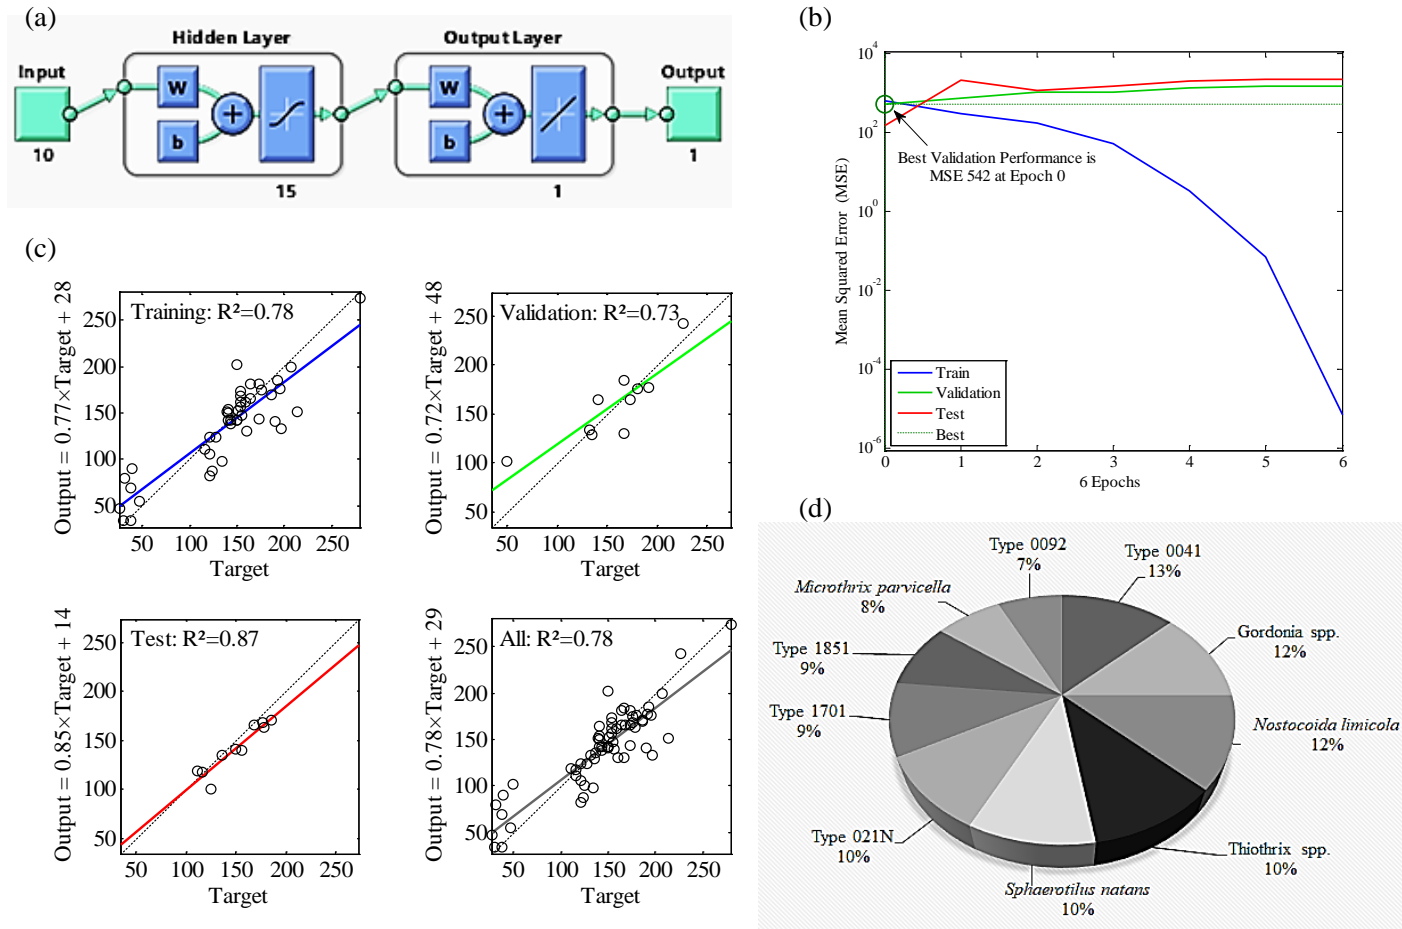 (a)
Hidden Layer
Output Layer
Input
Output
W
b
W
b
10
15
1
1
(b)
10^4
10^2
10^0
10^-2
10^-4
10^-6
Mean Squared Error (MSE)
Best Validation Performance is
MSE 542 at Epoch 0
Train
Validation
Test
Best
0 1 2 3 4 5 6
6 Epochs
(c)
Output = 0.77×Target + 28
Training: R²=0.78
250
200
150
100
50
50 100 150 200 250
Target
Output = 0.72×Target + 48
Validation: R²=0.73
250
200
150
100
50
50 100 150 200 250
Target
Output = 0.85×Target + 14
Test: R²=0.87
250
200
150
100
50
50 100 150 200 250
Target
Output = 0.78×Target + 29
All: R²=0.78
250
200
150
100
50
50 100 150 200 250
Target
(d)
Type 0092
7%
Type 0041
13%
Microthrix parvicella
8%
Gordonia spp.
12%
Type 1851
9%
Nostocoida limicola
12%
Type 1701
9%
Type 021N
10%
Thiothrix spp.
10%
Sphaerotilus natans
10%